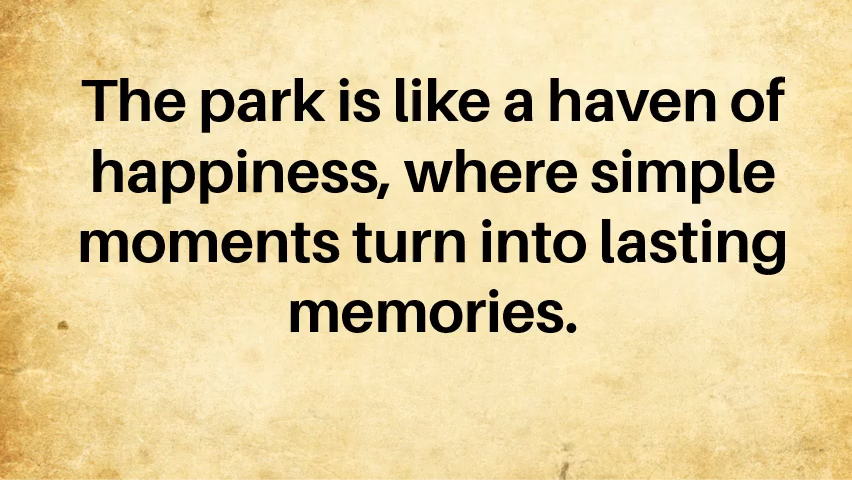 The park is like a haven of
happiness, where simple
moments turn into lasting
memories.